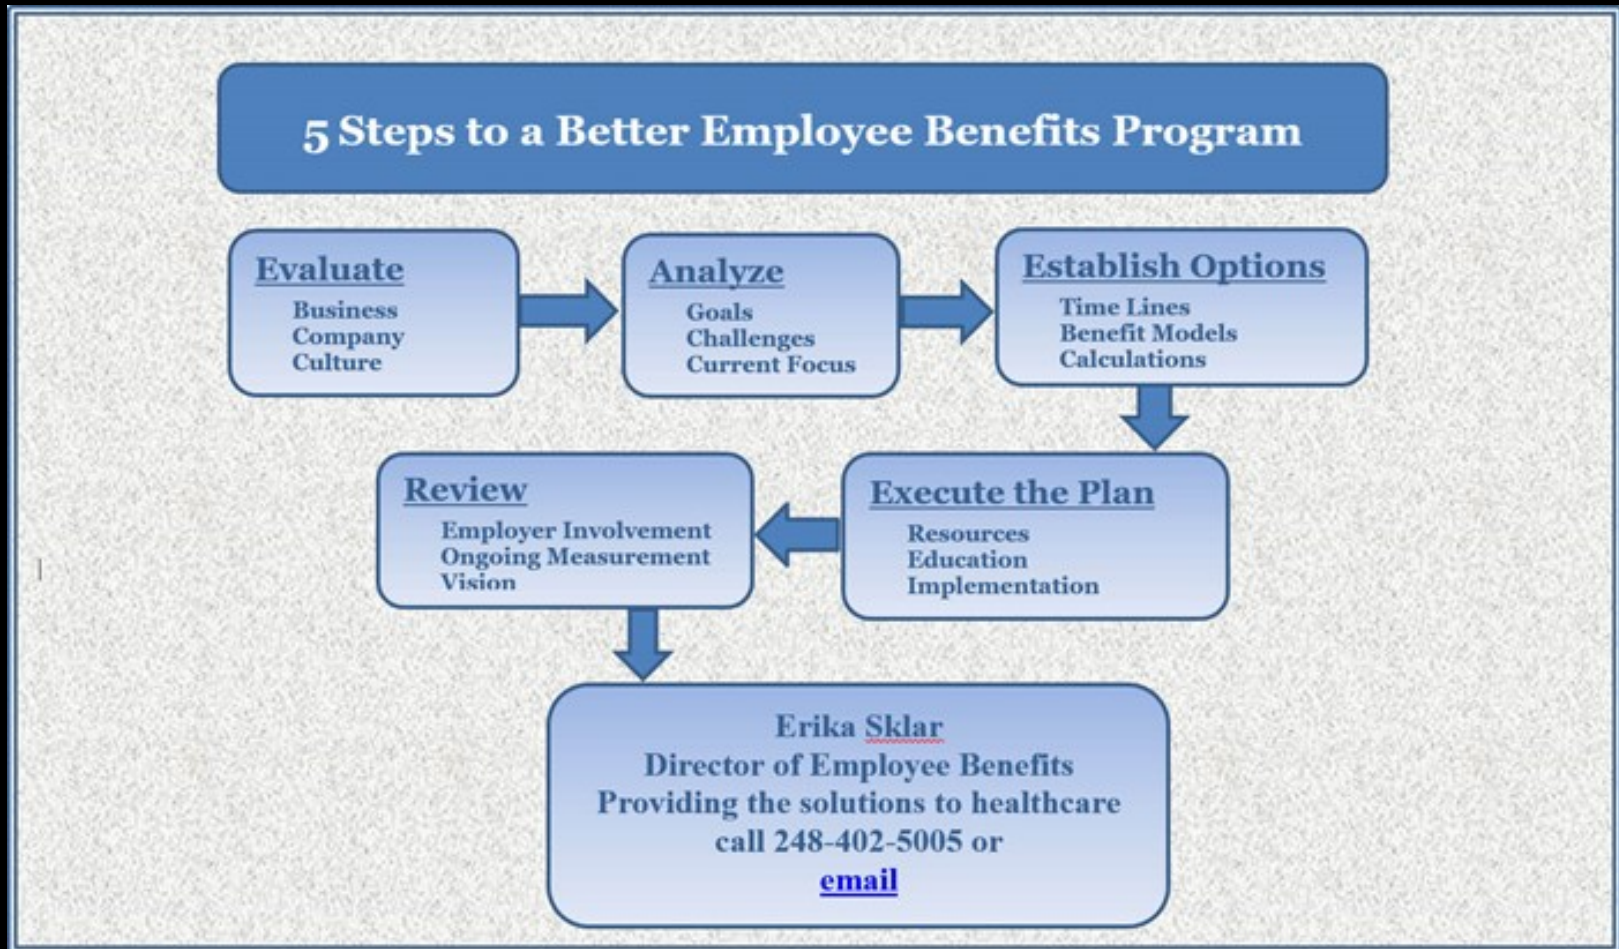 5 Steps to a Better Employee Benefits Program
Evaluate
Business
Company
Culture
Analyze
Goals
Challenges
Current Focus
Establish Options
Time Lines
Benefit Models
Calculations
Execute the Plan
Resources
Education
Implementation
Review
Employer Involvement
Ongoing Measurement
Vision
Erika Sklar
Director of Employee Benefits
Providing the solutions to healthcare
call 248-402-5005 or
email